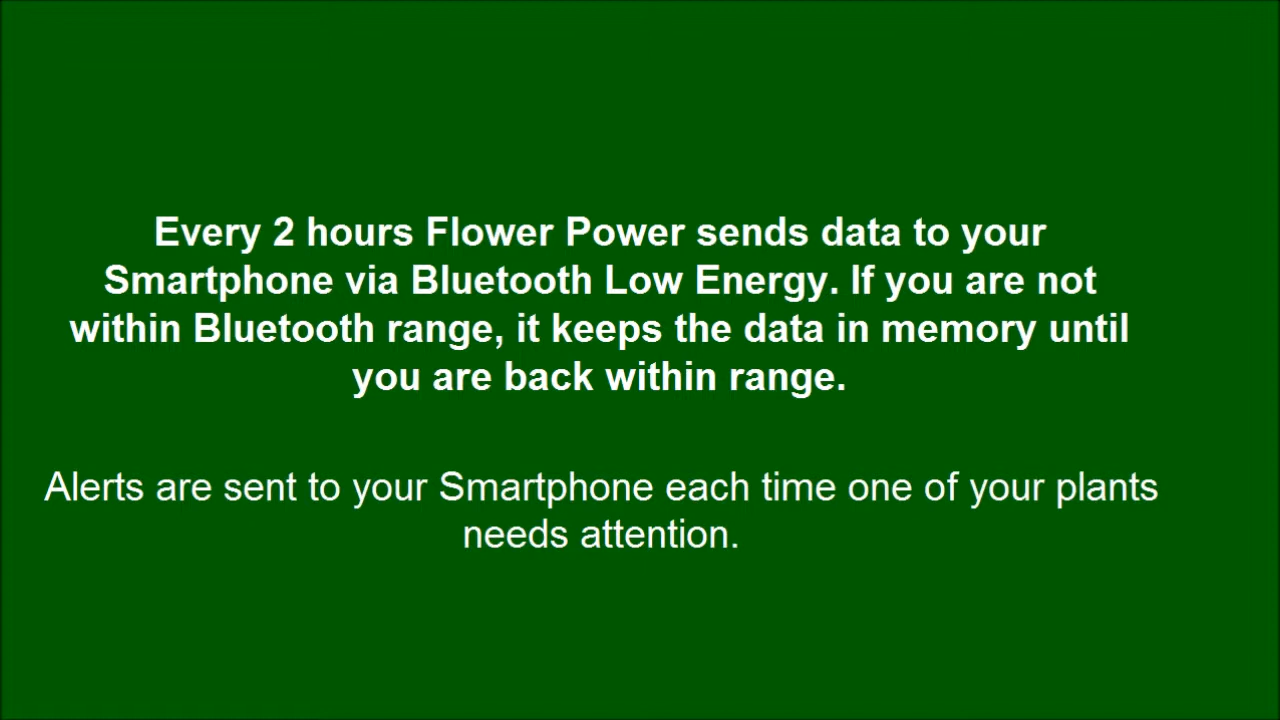 Every 2 hours Flower Power sends data to your
Smartphone via Bluetooth Low Energy. If you are not
within Bluetooth range, it keeps the data in memory until
you are back within range.
Alerts are sent to your Smartphone each time one of your plants
needs attention.